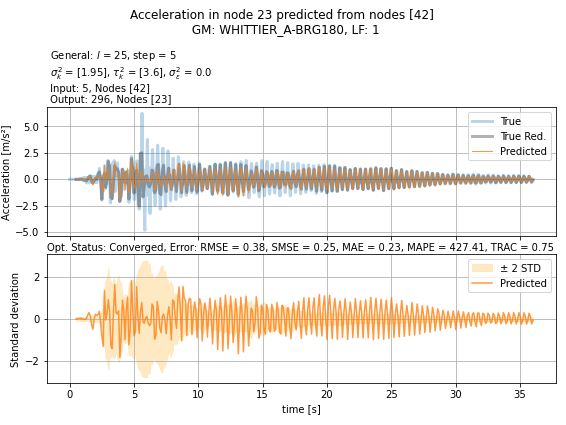 Acceleration in node 23 predicted from nodes [42]
GM: WHITTIER_A-BRG180, LF: 1
General: l = 25, step = 5
σ²ₖ = [1.95], τ²ₖ = [3.6], σ²ε = 0.0
Input: 5, Nodes [42]
Output: 296, Nodes [23]
Acceleration [m/s²]
5.0
2.5
0.0
−2.5
−5.0
True
True Red.
Predicted
Opt. Status: Converged, Error: RMSE = 0.38, SMSE = 0.25, MAE = 0.23, MAPE = 427.41, TRAC = 0.75
Standard deviation
2
0
−2
± 2 STD
Predicted
0 5 10 15 20 25 30 35
time [s]